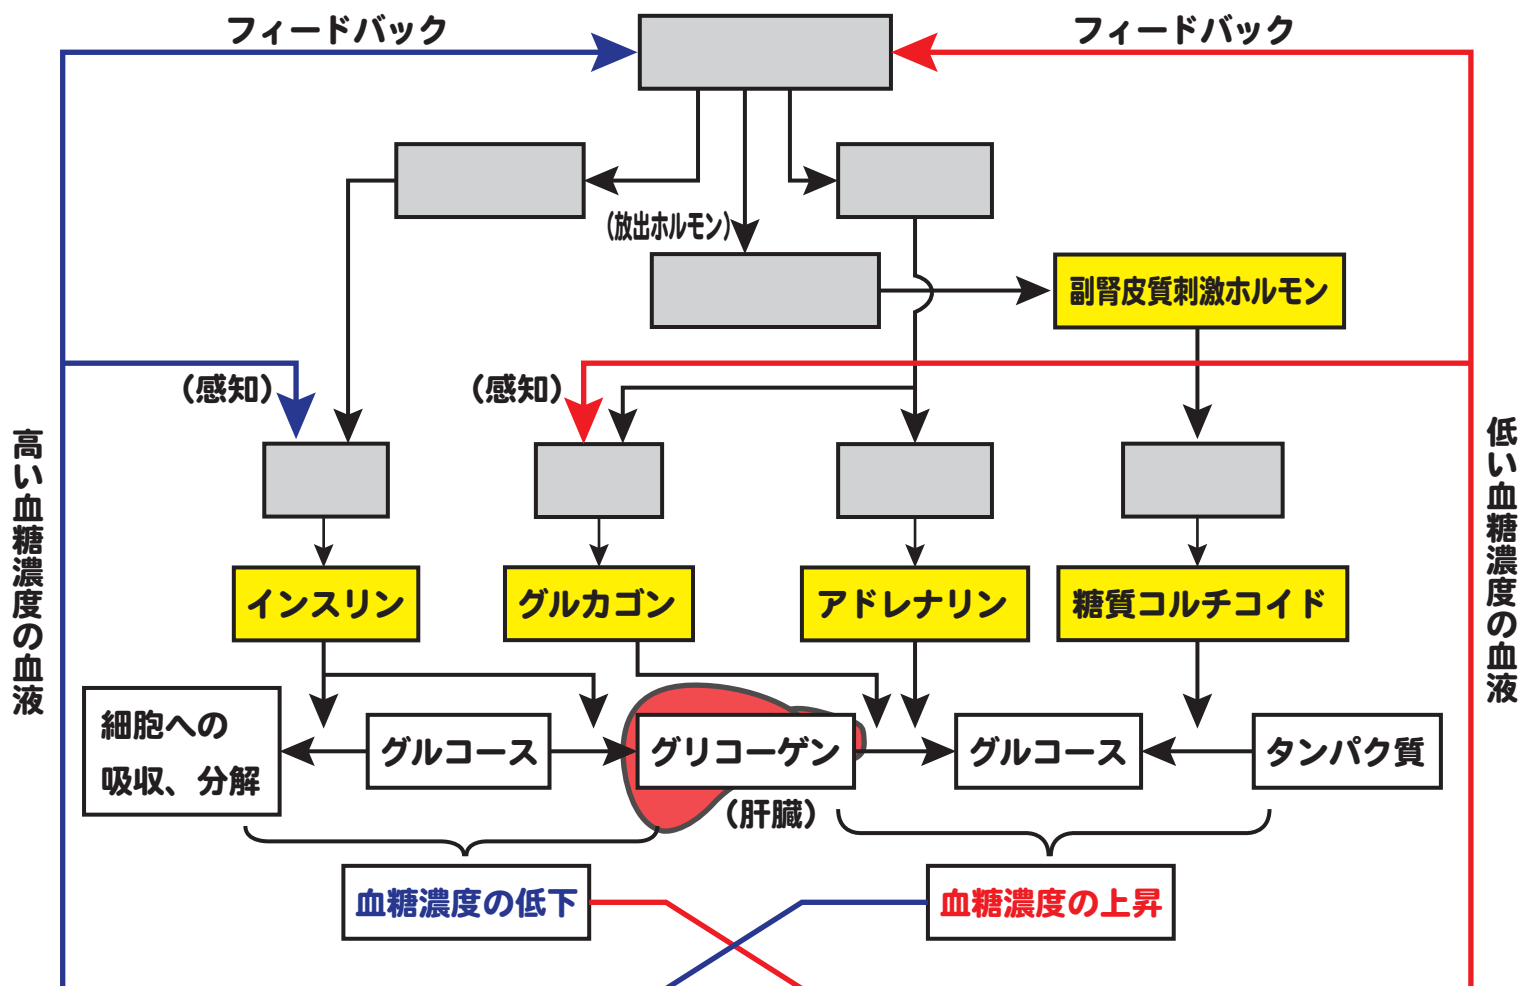 フィードバック
フィードバック
（放出ホルモン）
副腎皮質刺激ホルモン
（感知）
（感知）
高い血糖濃度の血液
低い血糖濃度の血液
インスリン
グルカゴン
アドレナリン
糖質コルチコイド
細胞への
吸収、分解
グルコース
グリコーゲン
グルコース
タンパク質
（肝臓）
血糖濃度の低下
血糖濃度の上昇